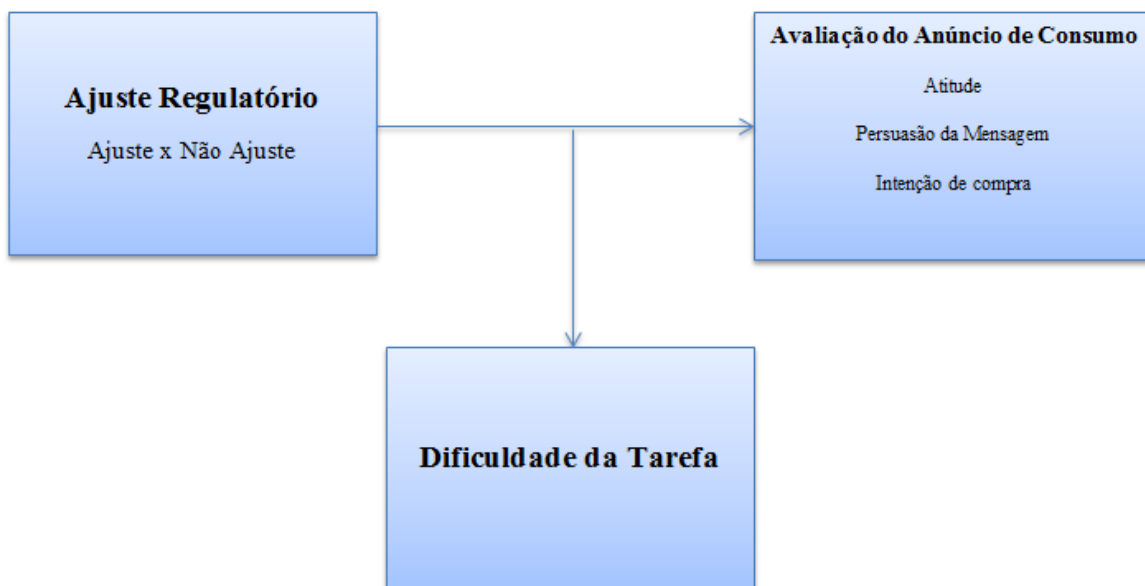 Ajuste Regulatório
Ajuste x Não Ajuste
Avaliação do Anúncio de Consumo
Atitude
Persuasão da Mensagem
Intenção de compra
Dificuldade da Tarefa